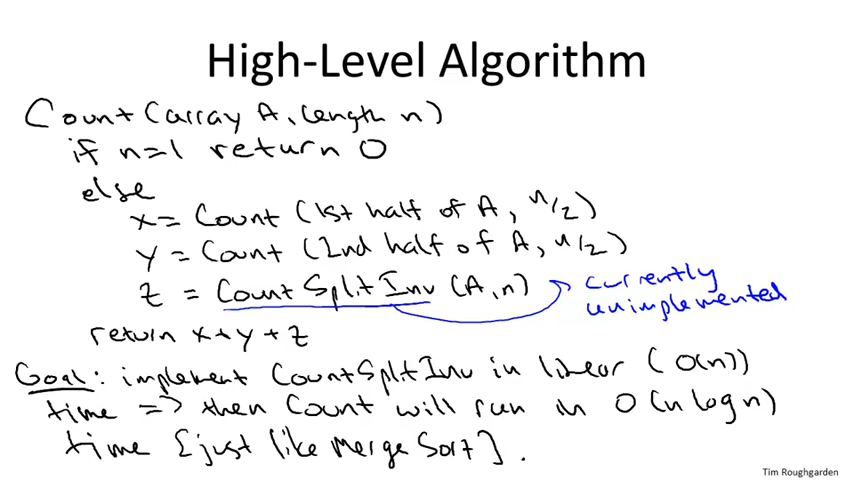 High-Level Algorithm
Count (array A, length n)
if n=1 return 0
else
x = Count (1st half of A, n/2)
y = Count (2nd half of A, n/2)
z = CountSplitInv (A,n)
currently
unimplemented
return x+y+z
Goal: implement CountSplitInv in linear (O(n))
time => then Count will run in O(n log n)
time [just like Merge Sort].
Tim Roughgarden